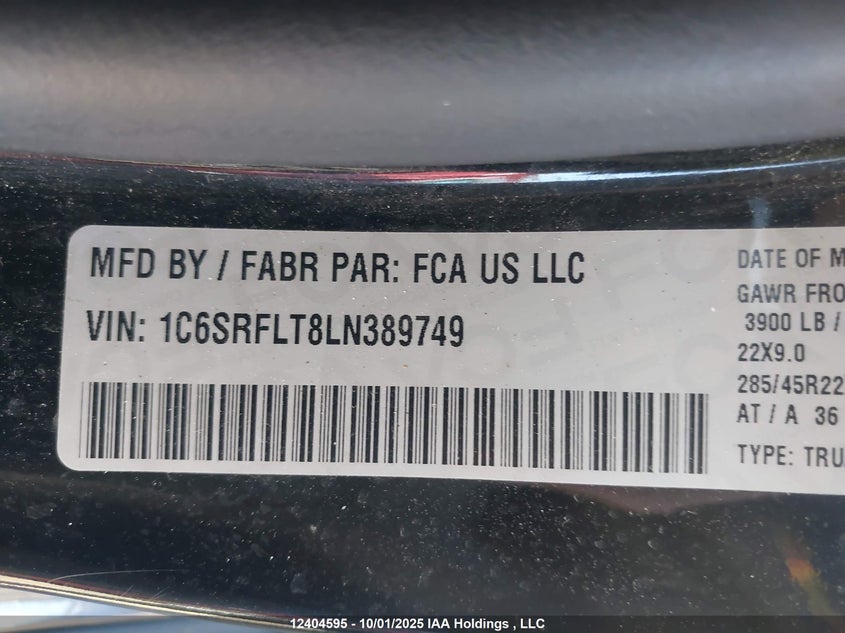 MFD BY / FABR PAR: FCA US LLC
VIN: 1C6SRFLT8LN389749
DATE OF M
GAWR FRO
3900 LB /
22X9.0
285/45R22
AT / A 36
TYPE: TRU
12404595 - 10/01/2025 IAA Holdings , LLC